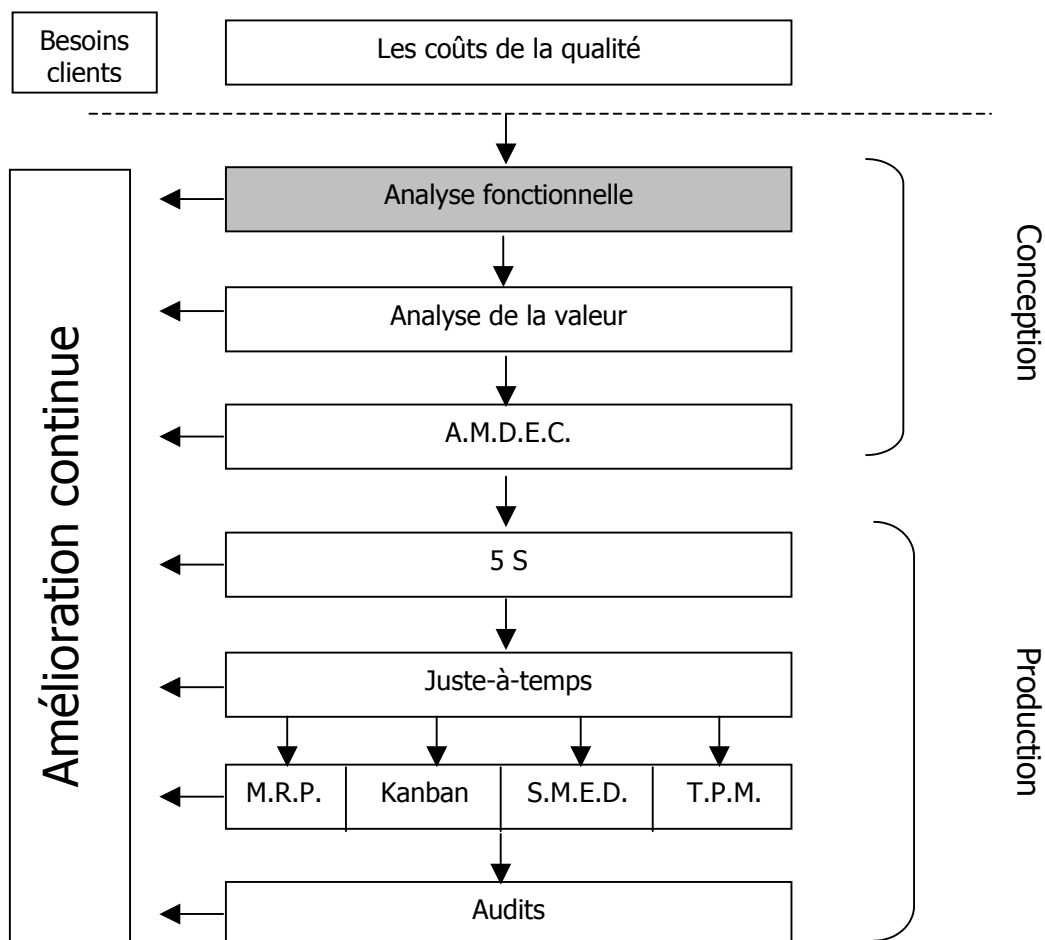 Besoins
clients
Les coûts de la qualité
Analyse fonctionnelle
Analyse de la valeur
A.M.D.E.C.
Conception
Amélioration continue
5 S
Juste-à-temps
M.R.P.
Kanban
S.M.E.D.
T.P.M.
Audits
Production